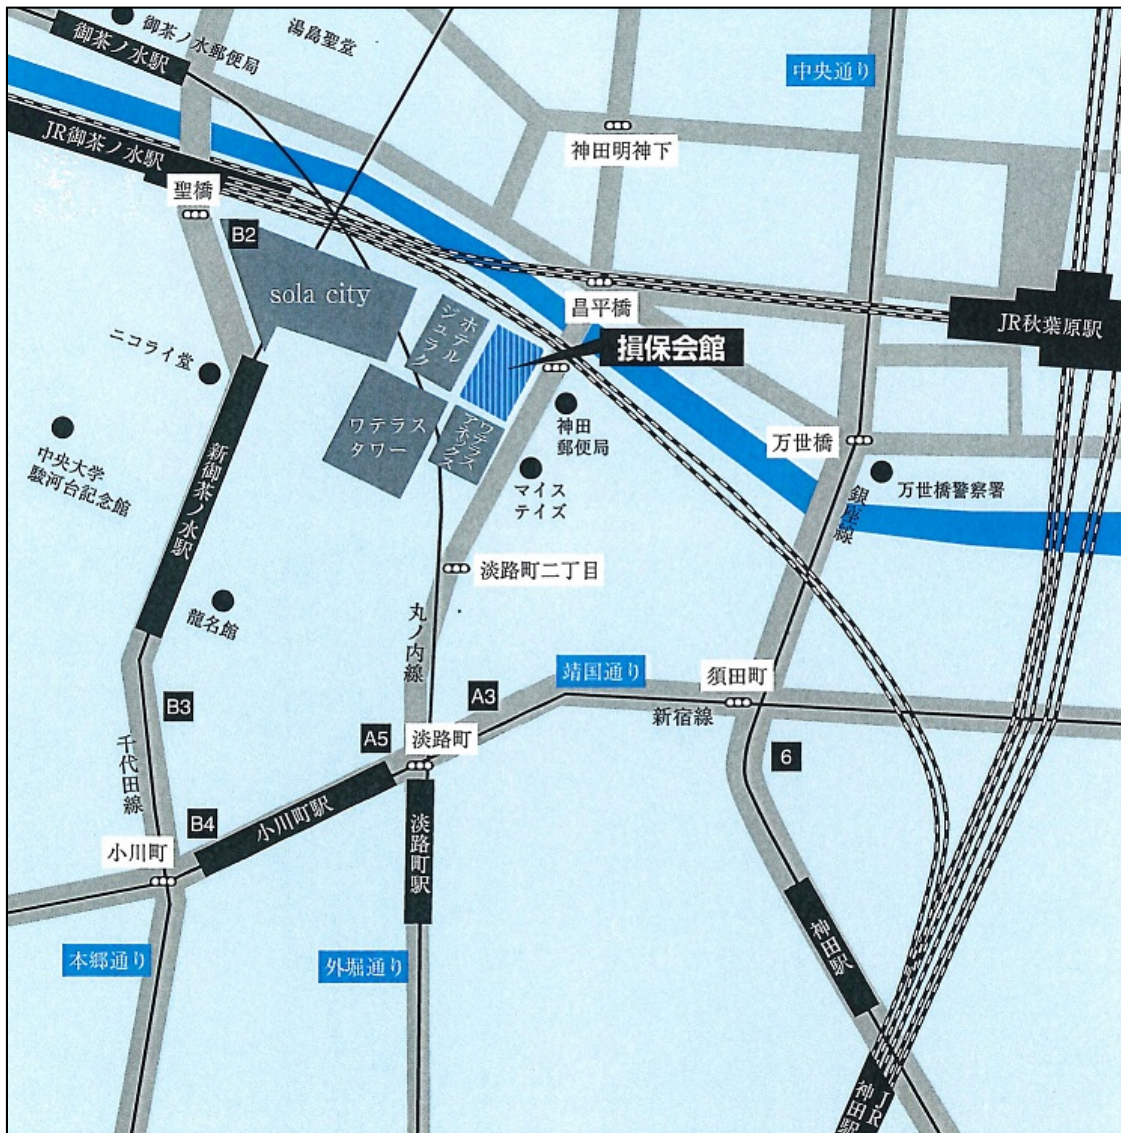 御茶ノ水郵便局
御茶ノ水駅
湯島聖堂
中央通り
JR御茶ノ水駅
神田明神下
聖橋
B2
sola city
昌平橋
JR秋葉原駅
ホテル
ジュラク
損保会館
ニコライ堂
神田
郵便局
ワテラス
タワー
ワテラス
アネックス
万世橋
中央大学
駿河台記念館
新御茶ノ水駅
マイス
テイズ
万世橋警察署
銀座線
淡路町二丁目
龍名館
丸ノ内線
靖国通り
須田町
A3
新宿線
B3
A5
淡路町
6
千代田線
B4
小川町駅
小川町
淡路町駅
本郷通り
外堀通り
神田駅
JR
神田駅